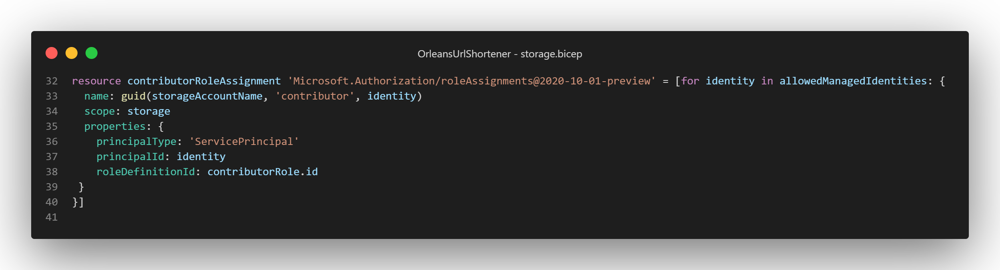 OrleansUrlShortener - storage.bicep
32 resource contributorRoleAssignment 'Microsoft.Authorization/roleAssignments@2020-10-01-preview' = [for identity in allowedManagedIdentities: {
33   name: guid(storageAccountName, 'contributor', identity)
34   scope: storage
35   properties: {
36     principalType: 'ServicePrincipal'
37     principalId: identity
38     roleDefinitionId: contributorRole.id
39  }
40 }]
41